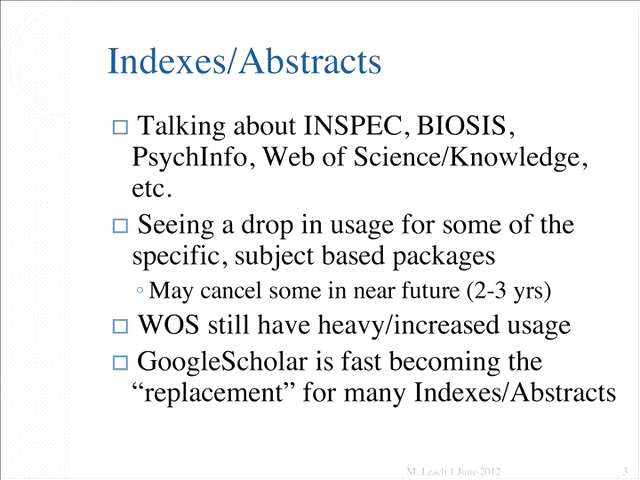 Indexes/Abstracts
Talking about INSPEC, BIOSIS,
PsychInfo, Web of Science/Knowledge,
etc.
Seeing a drop in usage for some of the
specific, subject based packages
May cancel some in near future (2-3 yrs)
WOS still have heavy/increased usage
GoogleScholar is fast becoming the
“replacement” for many Indexes/Abstracts
M. Leach 1 June 2012
3